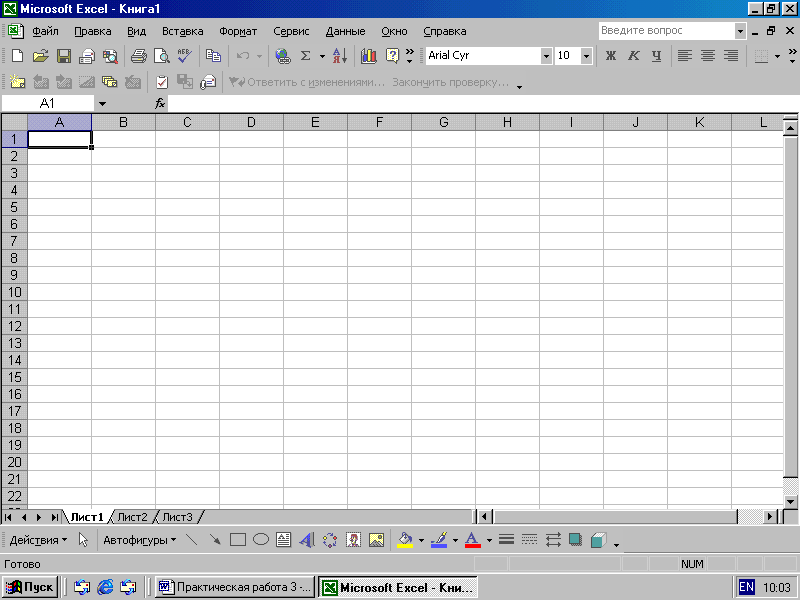 Microsoft Excel - Книга1
Файл Правка Вид Вставка Формат Сервис Данные Окно Справка Введите вопрос
Arial Cyr 10 Ж К Ч
Ответить с изменениями... Закончить проверку...
A1 fx
A B C D E F G H I J K L
1
2
3
4
5
6
7
8
9
10
11
12
13
14
15
16
17
18
19
20
21
22
Лист1 Лист2 Лист3
Действия Автофигуры
Готово NUM
Пуск Практическая работа 3 -... Microsoft Excel - Кни... EN 10:03